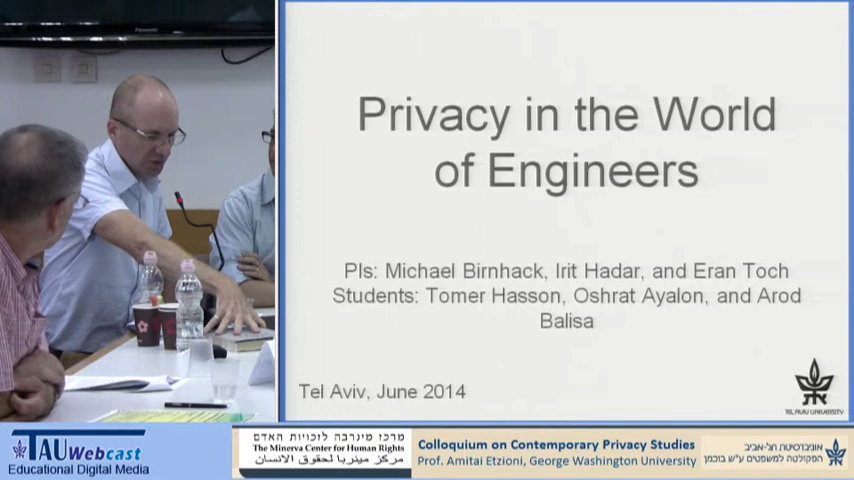 Panasonic
Privacy in the World
of Engineers
PIs: Michael Birnhack, Irit Hadar, and Eran Toch
Students: Tomer Hasson, Oshrat Ayalon, and Arod
Balisa
Tel Aviv, June 2014
TEL AVIV UNIVERSITY
TAU Webcast
Educational Digital Media
מרכז מינרבה לזכויות האדם
The Minerva Center for Human Rights
مركز مينربا لحقوق الانسان
Colloquium on Contemporary Privacy Studies
Prof. Amitai Etzioni, George Washington University
אוניברסיטת תל-אביב
הפקולטה למשפטים ע"ש בוכמן